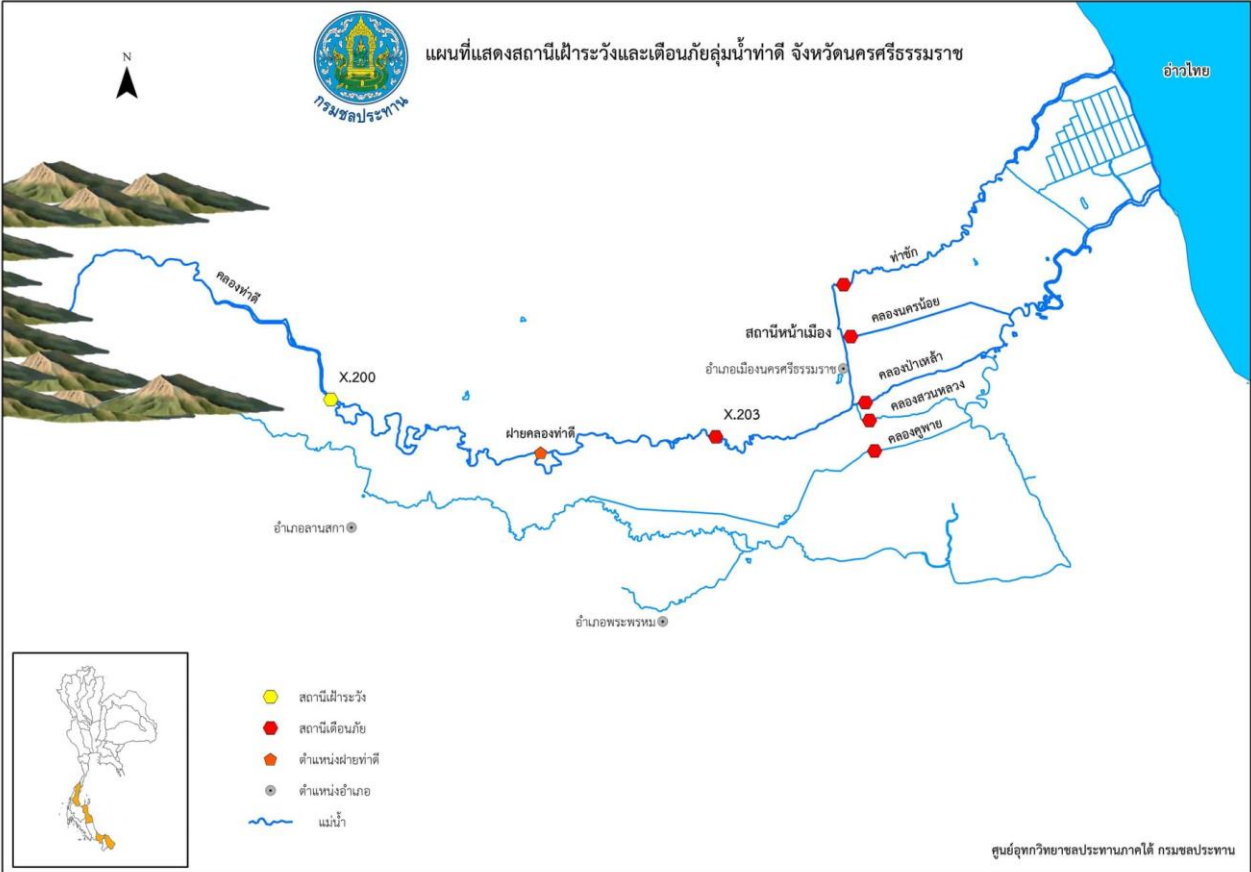 แผนที่แสดงสถานีเฝ้าระวังและเตือนภัยลุ่มน้ำท่าดี จังหวัดนครศรีธรรมราช
กรมชลประทาน
N
อ่าวไทย
ท่าซัก
คลองท่าดี
คลองนครน้อย
สถานีหน้าเมือง
อำเภอเมืองนครศรีธรรมราช
คลองป่าเหล้า
X.200
คลองสวนหลวง
X.203
คลองคูพาย
ฝายคลองท่าดี
อำเภอลานสกา
อำเภอพระพรหม
สถานีเฝ้าระวัง
สถานีเตือนภัย
ตำแหน่งฝายท่าดี
ตำแหน่งอำเภอ
แม่น้ำ
ศูนย์อุทกวิทยาชลประทานภาคใต้ กรมชลประทาน